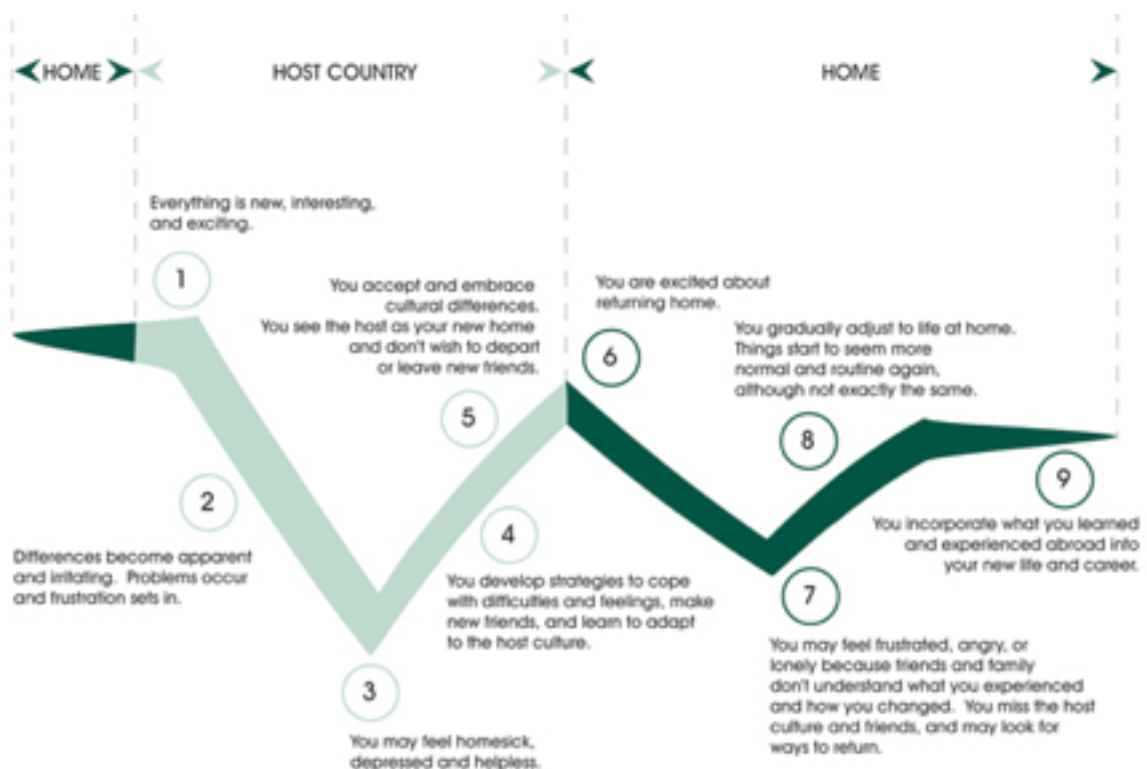 HOME
HOST COUNTRY
HOME
Everything is new, interesting,
and exciting.
1
You accept and embrace
cultural differences.
You see the host as your new home
and don't wish to depart
or leave new friends.
You are excited about
returning home.
6
You gradually adjust to life at home.
Things start to seem more
normal and routine again,
although not exactly the same.
5
8
2
4
9
Differences become apparent
and irritating. Problems occur
and frustration sets in.
You develop strategies to cope
with difficulties and feelings, make
new friends, and learn to adapt
to the host culture.
You incorporate what you learned
and experienced abroad into
your new life and career.
7
You may feel frustrated, angry, or
lonely because friends and family
don't understand what you experienced
and how you changed. You miss the host
culture and friends, and may look for
ways to return.
3
You may feel homesick,
depressed and helpless.